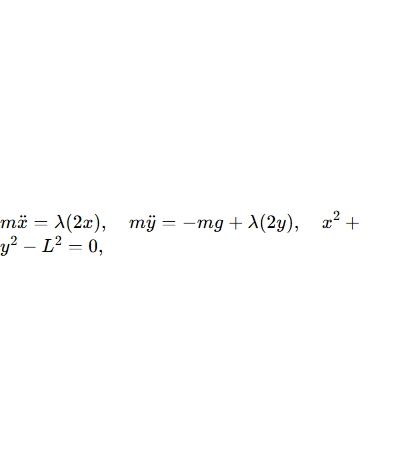 mẍ = λ(2x),  mÿ = −mg + λ(2y),  x² +
y² − L² = 0,